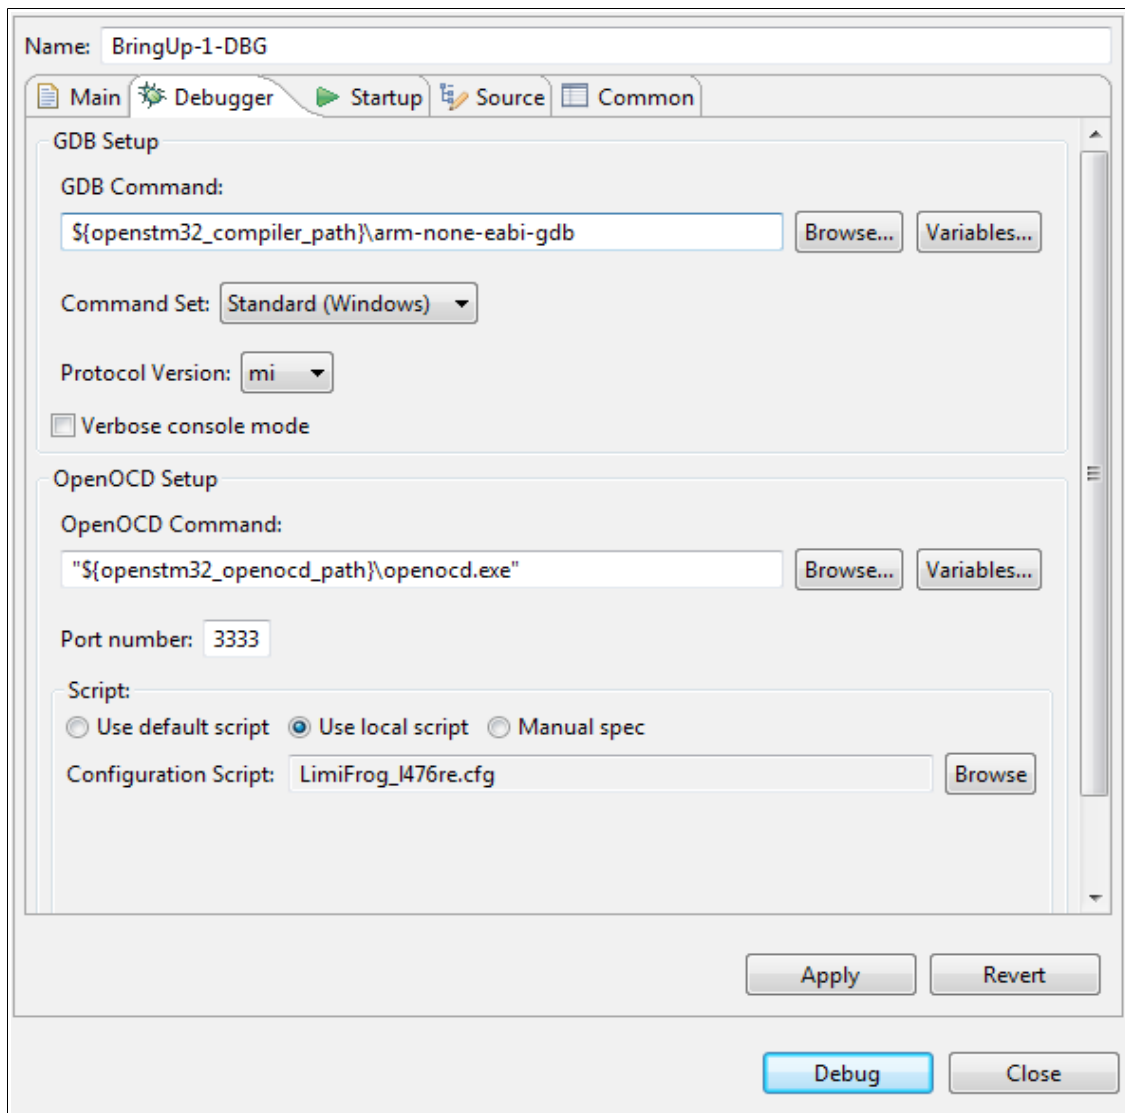 Name: BringUp-1-DBG
Main Debugger Startup Source Common
GDB Setup
GDB Command:
${openstm32_compiler_path}\arm-none-eabi-gdb Browse... Variables...
Command Set: Standard (Windows)
Protocol Version: mi
Verbose console mode
OpenOCD Setup
OpenOCD Command:
"${openstm32_openocd_path}\openocd.exe" Browse... Variables...
Port number: 3333
Script:
Use default script Use local script Manual spec
Configuration Script: LimiFrog_l476re.cfg Browse
Apply Revert
Debug Close